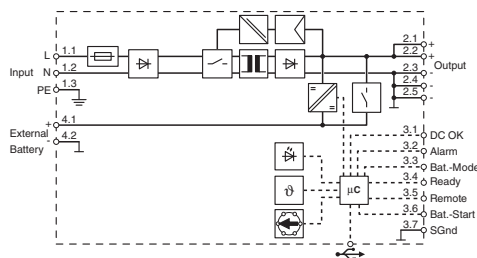 2.1 +
2.2 +
L 1.1
Input N 1.2
2.3 -
Output
2.4 -
2.5 -
PE 1.3
= =
+ 4.1
External
Battery
- 4.2
3.1 DC OK
3.2 Alarm
3.3 Bat.-Mode
3.4 Ready
3.5 Remote
3.6 Bat.-Start
3.7 SGnd
ϑ
µC